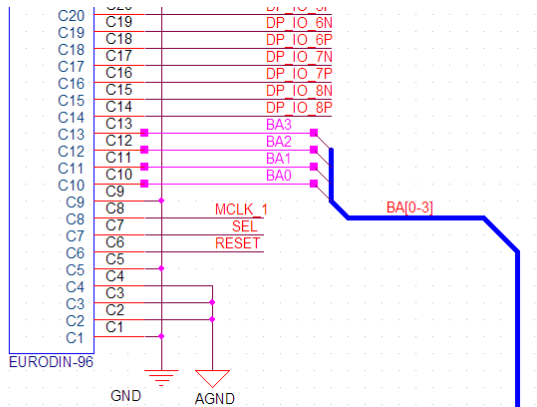 C20
C19 DP_IO_6N
C19
C18 DP_IO_6P
C18
C17 DP_IO_7N
C17
C16 DP_IO_7P
C16
C15 DP_IO_8N
C15
C14 DP_IO_8P
C14
C13 BA3
C13
C12 BA2
C12
C11 BA1
C11
C10 BA0
C10
C9
C9
C8 MCLK_1 BA[0-3]
C8
C7 SEL
C7
C6 RESET
C6
C5
C5
C4
C4
C3
C3
C2
C2
C1
C1
EURODIN-96
GND AGND